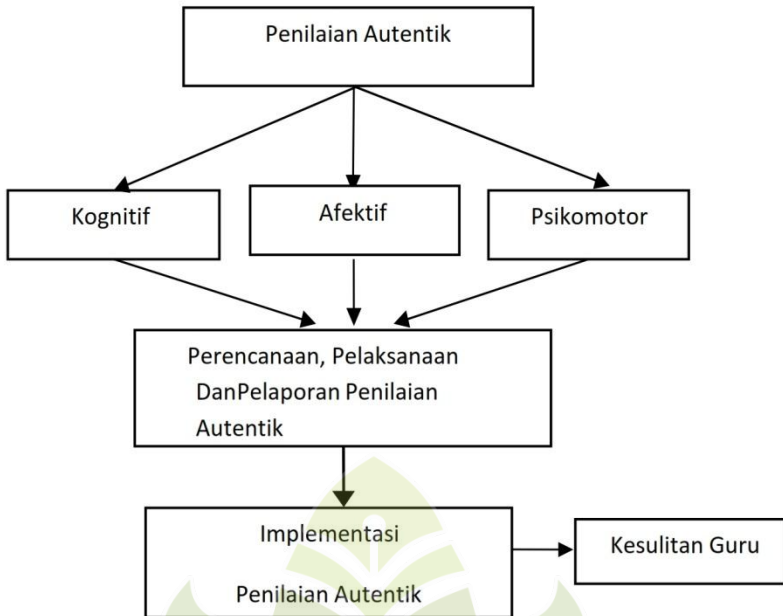 Penilaian Autentik
Kognitif
Afektif
Psikomotor
Perencanaan, Pelaksanaan
DanPelaporan Penilaian
Autentik
Implementasi
Penilaian Autentik
Kesulitan Guru